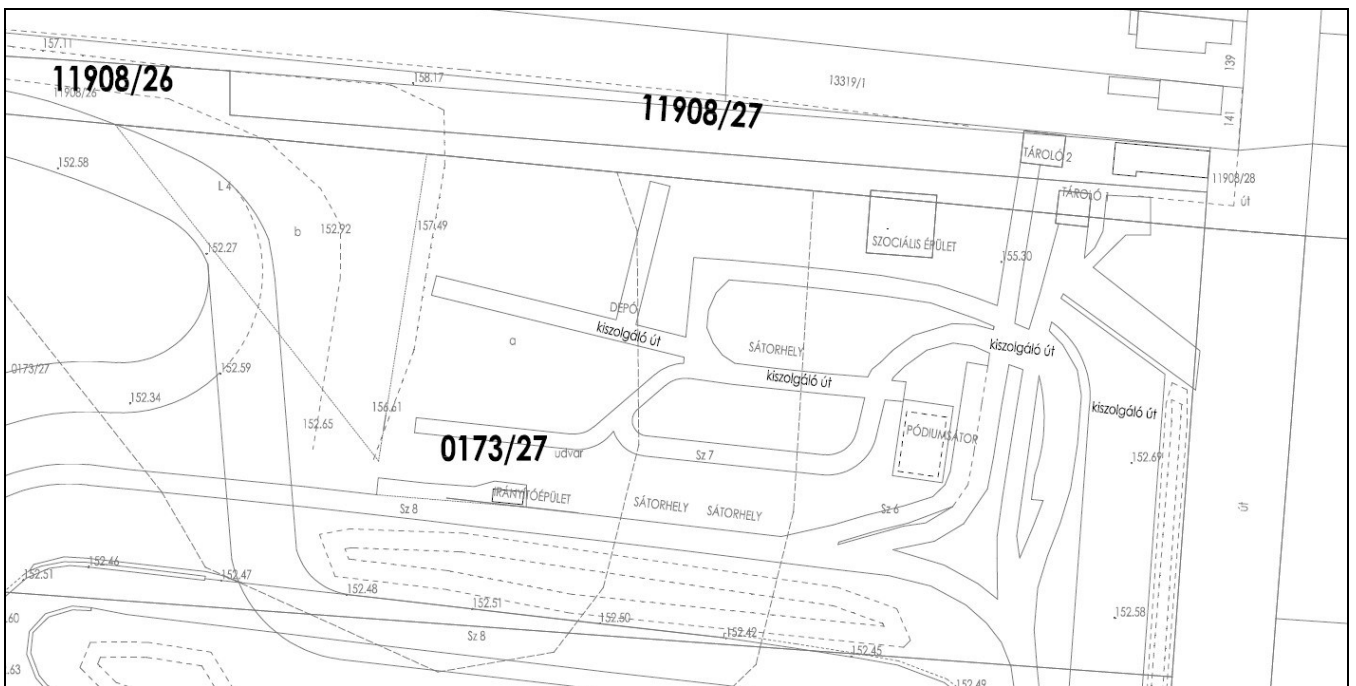 157.11
11908/26
11908/26
158.17
13319/1
139
141
11908/27
TÁROLÓ 2
11908/28
út
TÁROLÓ 1
152.58
L 4
b
152.92
157.49
152.27
SZOCIÁLIS ÉPÜLET
155.30
DEPÓ
kiszolgáló út
a
SÁTORHELY
kiszolgáló út
kiszolgáló út
0173/27
152.59
152.34
kiszolgáló út
156.61
152.65
0173/27
udvar
Sz 7
PÓDIUMSÁTOR
152.69
IRÁNYÍTÓÉPÜLET
SÁTORHELY
SÁTORHELY
Sz 8
Sz 6
út
152.46
152.51
152.47
152.48
152.51
152.50
152.58
.60
Sz 8
152.42
152.45
.63
152.49